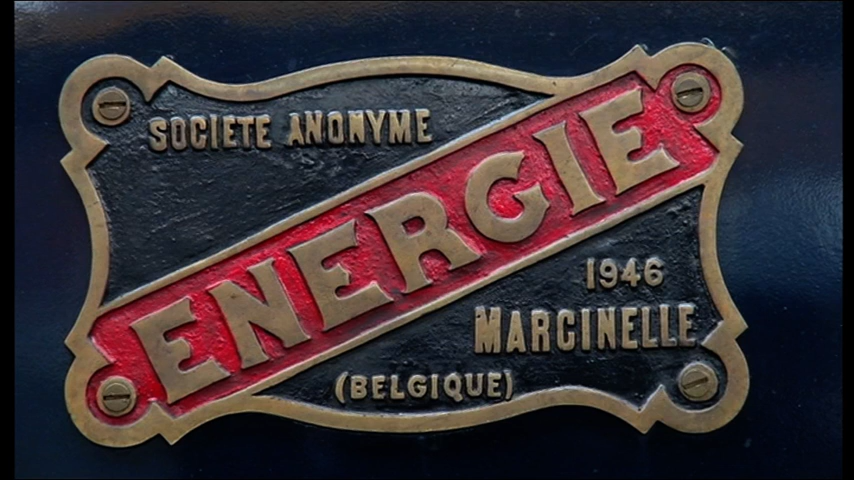 SOCIETE ANONYME
ENERGIE
1946
MARCINELLE
(BELGIQUE)